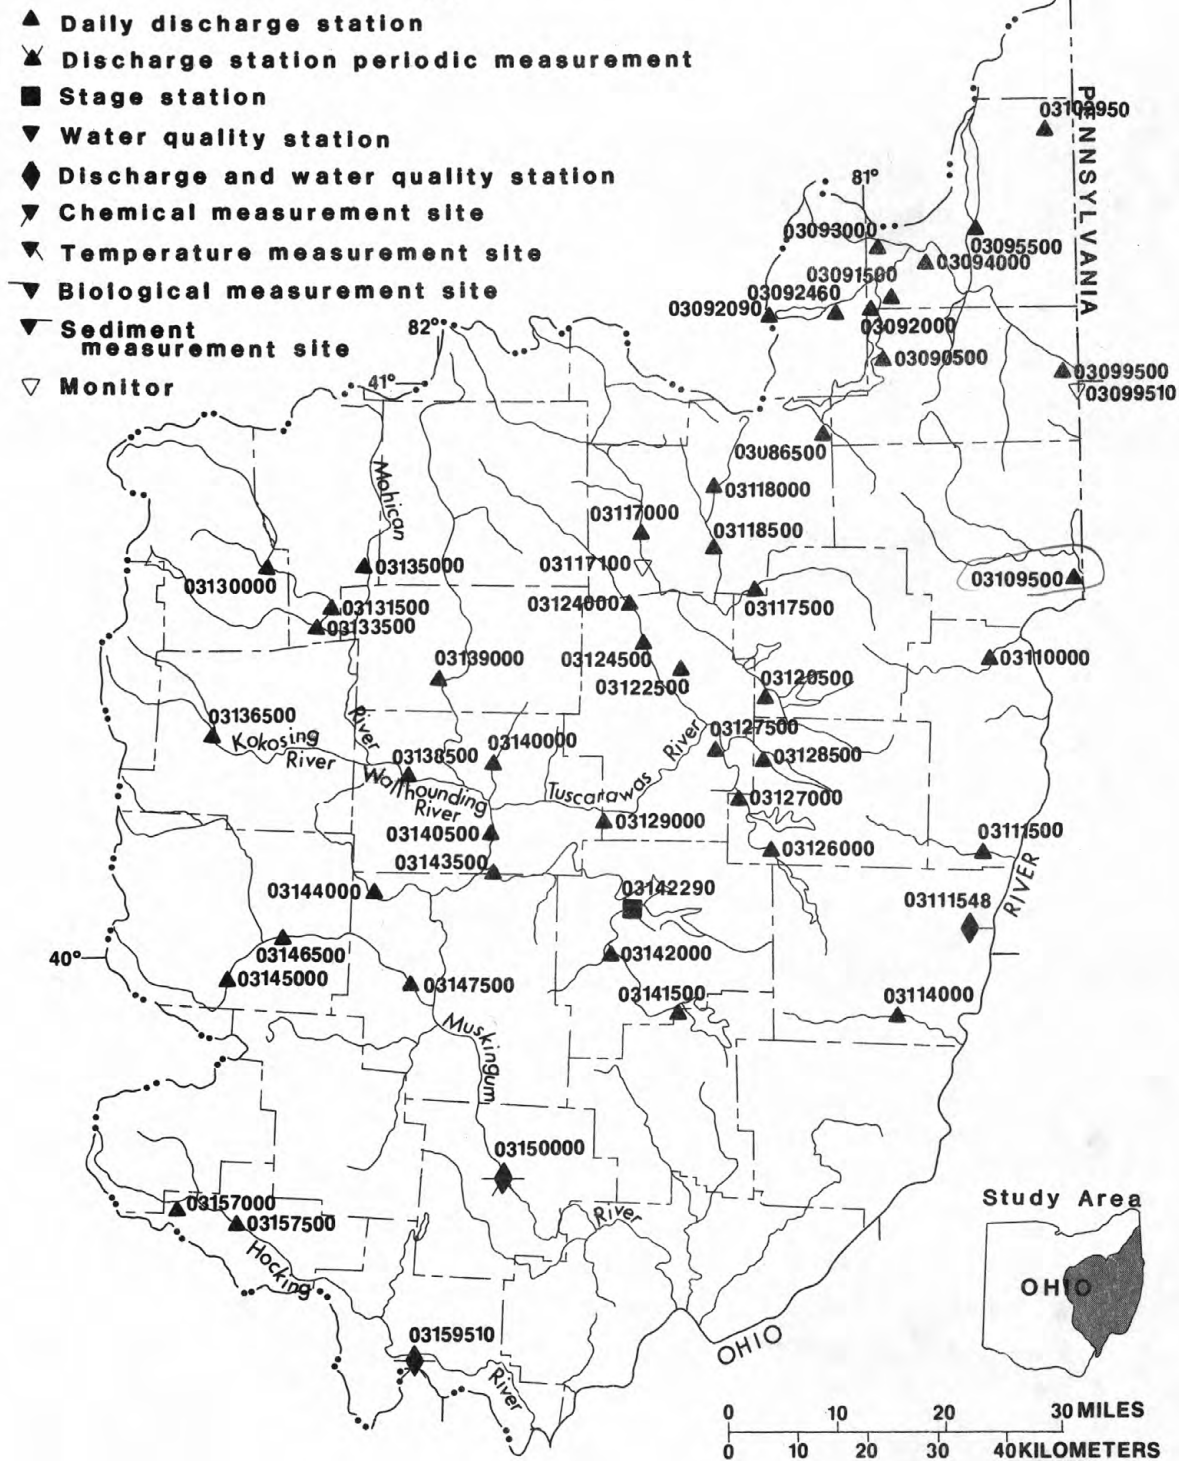 Daily discharge station
Discharge station periodic measurement
Stage station
Water quality station
Discharge and water quality station
Chemical measurement site
Temperature measurement site
Biological measurement site
Sediment
measurement site
Monitor
PENNSYLVANIA
03102950
81°
03093000
03095500
03094000
03091500
03092460
03092090
03092000
82°
03090500
03099500
41°
03099510
03086500
Mohican
03118000
03117000
03118500
03117100
03135000
03130000
03109500
03131500
03124000
03117500
03133500
03124500
03139000
03110000
03122500
03120500
03136500
Kokosing
River
River
03127500
River
03140000
03138500
03128500
Walhounding
River
Tuscarawas
03127000
03129000
03140500
03111500
03126000
03143500
03144000
03142290
03111548
RIVER
03146500
40°
03142000
03145000
03147500
03141500
03114000
Muskingum
03150000
03157000
River
Study Area
03157500
Hocking
OHIO
03159510
OHIO
River
0 10 20 30 MILES
0 10 20 30 40 KILOMETERS